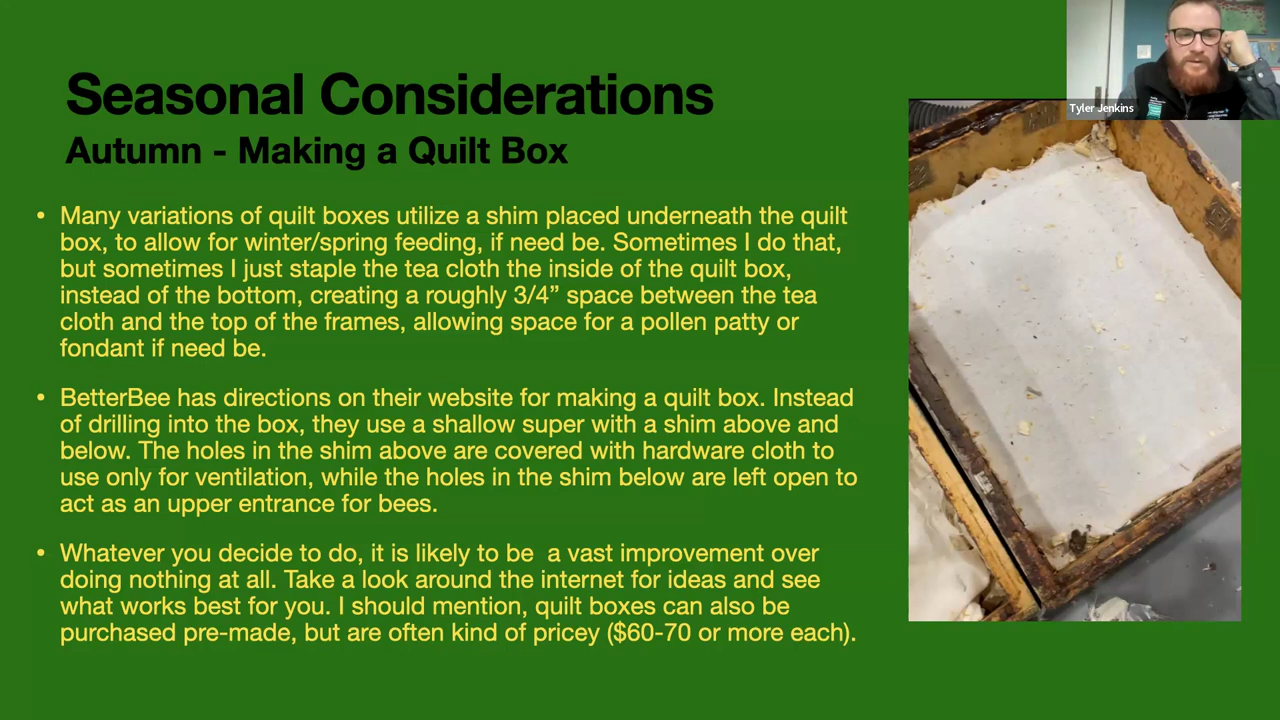 Seasonal Considerations
Autumn - Making a Quilt Box
• Many variations of quilt boxes utilize a shim placed underneath the quilt
box, to allow for winter/spring feeding, if need be. Sometimes I do that,
but sometimes I just staple the tea cloth the inside of the quilt box,
instead of the bottom, creating a roughly 3/4” space between the tea
cloth and the top of the frames, allowing space for a pollen patty or
fondant if need be.
• BetterBee has directions on their website for making a quilt box. Instead
of drilling into the box, they use a shallow super with a shim above and
below. The holes in the shim above are covered with hardware cloth to
use only for ventilation, while the holes in the shim below are left open to
act as an upper entrance for bees.
• Whatever you decide to do, it is likely to be  a vast improvement over
doing nothing at all. Take a look around the internet for ideas and see
what works best for you. I should mention, quilt boxes can also be
purchased pre-made, but are often kind of pricey ($60-70 or more each).
Tyler Jenkins